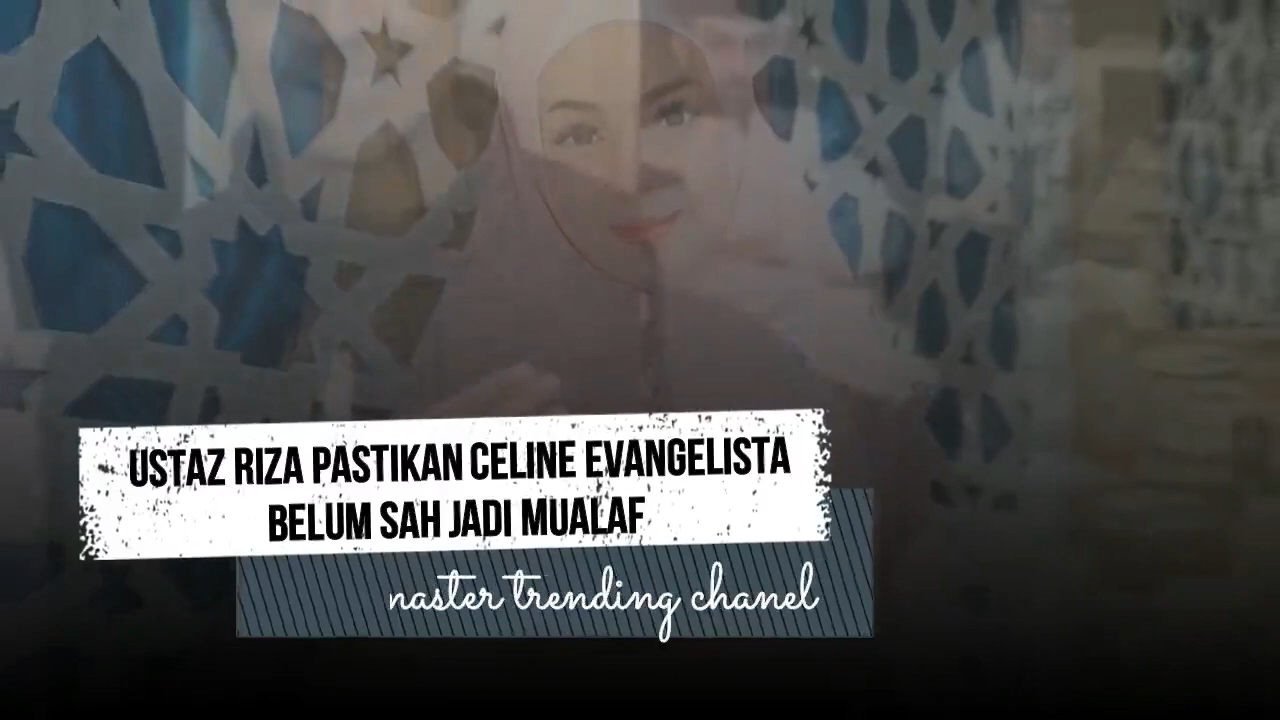 USTAZ RIZA PASTIKAN CELINE EVANGELISTA
BELUM SAH JADI MUALAF
naster trending chanel